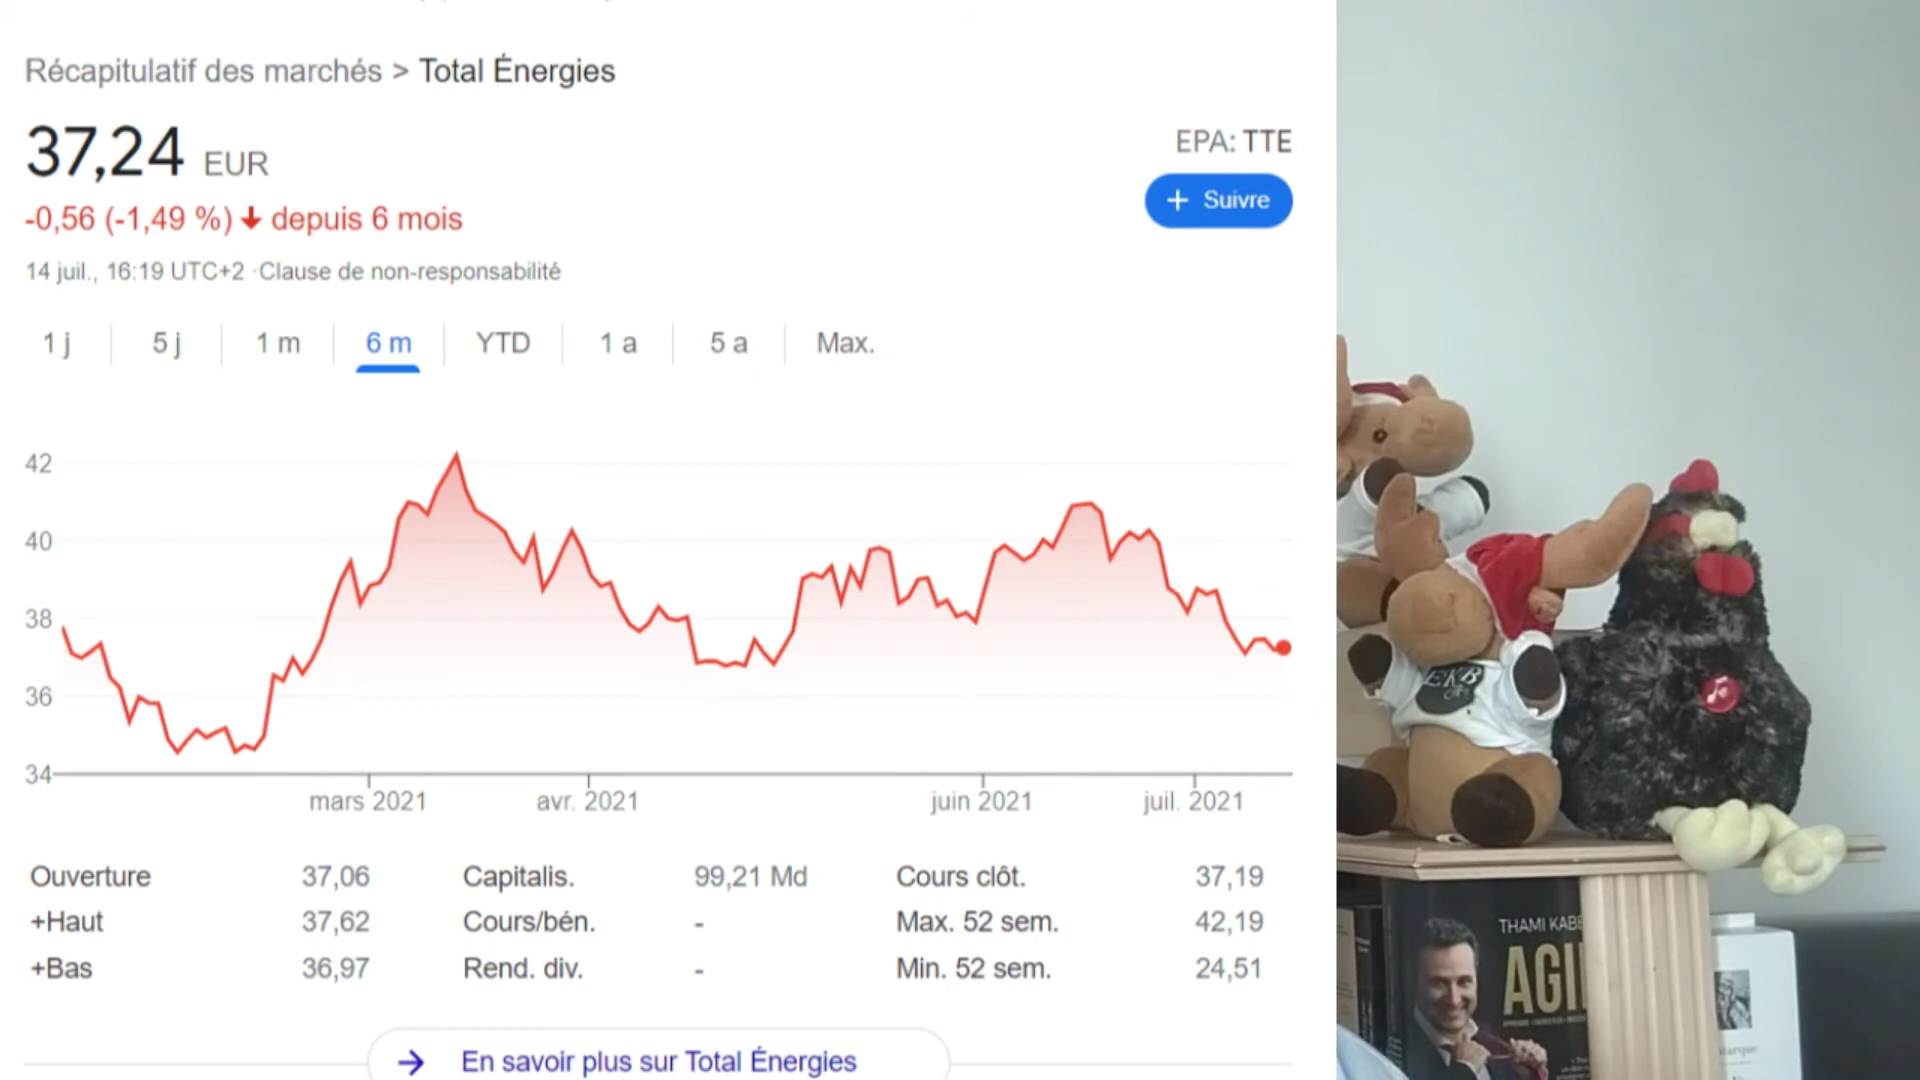 Récapitulatif des marchés > Total Énergies
37,24 EUR
EPA: TTE
+ Suivre
-0,56 (-1,49 %) ↓ depuis 6 mois
14 juil., 16:19 UTC+2 · Clause de non-responsabilité
1 j 5 j 1 m 6 m YTD 1 a 5 a Max.
42
40
38
36
34
mars 2021 avr. 2021 juin 2021 juil. 2021
Ouverture 37,06 Capitalis. 99,21 Md Cours clôt. 37,19
+Haut 37,62 Cours/bén. - Max. 52 sem. 42,19
+Bas 36,97 Rend. div. - Min. 52 sem. 24,51
→ En savoir plus sur Total Énergies
EKB
THAMI KABB
AGI